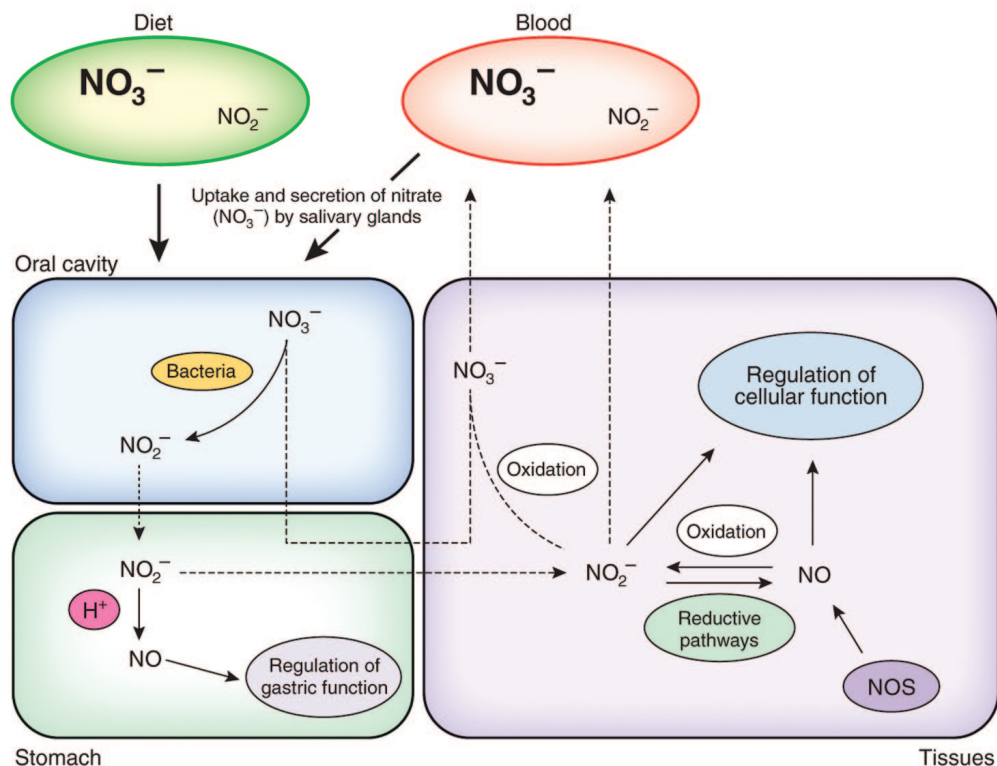 Diet
Blood
NO₃⁻
NO₂⁻
NO₃⁻
NO₂⁻
Uptake and secretion of nitrate
(NO₃⁻) by salivary glands
Oral cavity
NO₃⁻
Bacteria
NO₂⁻
NO₃⁻
Oxidation
Regulation of
cellular function
Oxidation
NO₂⁻
NO
Reductive
pathways
NOS
NO₂⁻
H⁺
NO
Regulation of
gastric function
Stomach
Tissues